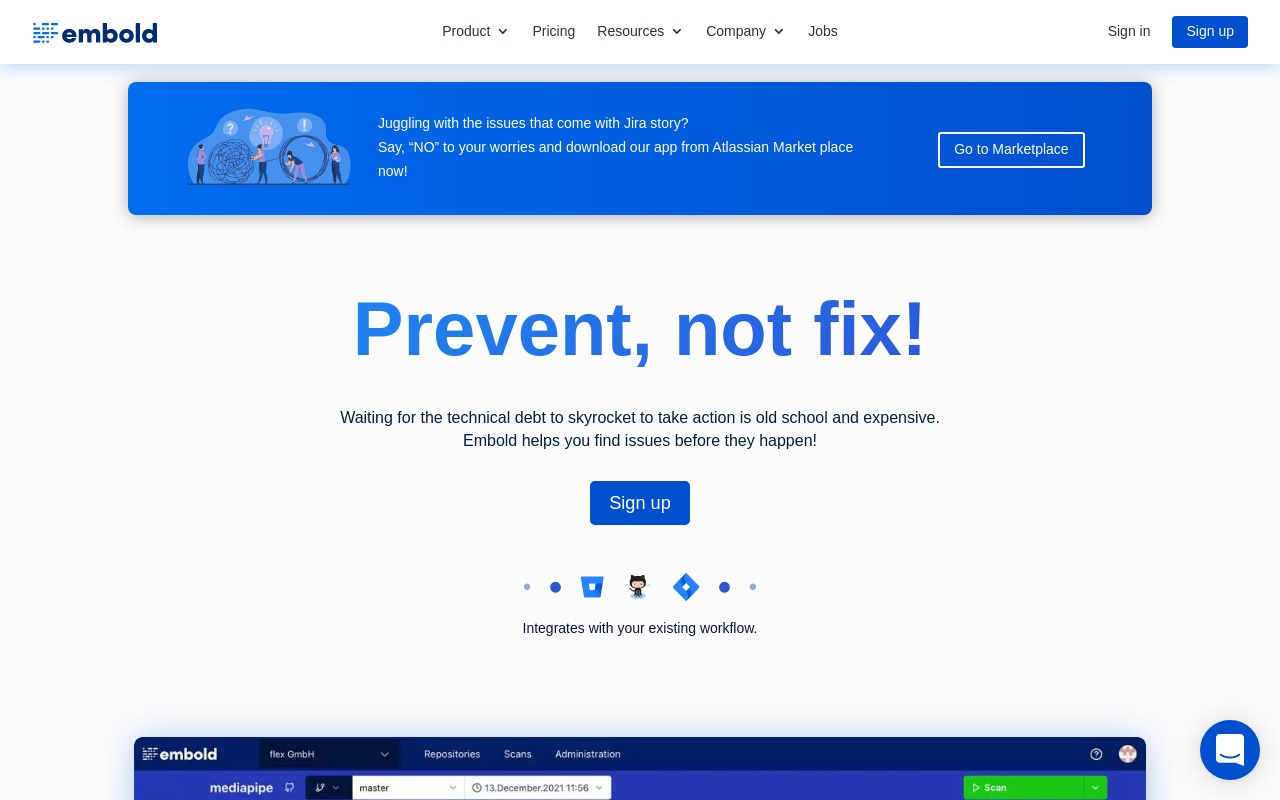 embold
Product
Pricing
Resources
Company
Jobs
Sign in
Sign up
Juggling with the issues that come with Jira story?
Say, “NO” to your worries and download our app from Atlassian Market place
now!
Go to Marketplace
Prevent, not fix!
Waiting for the technical debt to skyrocket to take action is old school and expensive.
Embold helps you find issues before they happen!
Sign up
Integrates with your existing workflow.
embold
flex GmbH
Repositories
Scans
Administration
mediapipe
master
13.December.2021 11:56
Scan